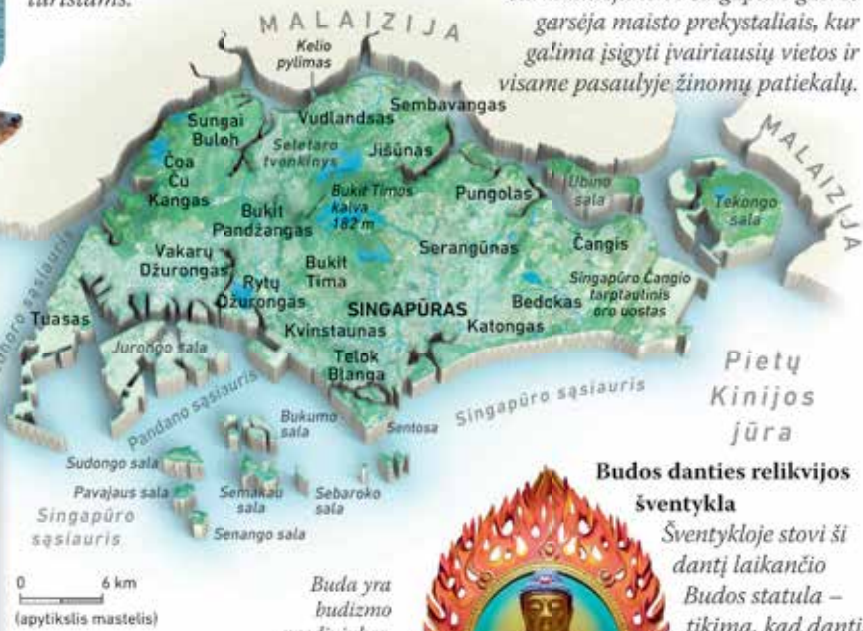 turistams.
garsėja maisto prekystaliais, kur
galima įsigyti įvairiausių vietos ir
visame pasaulyje žinomų patiekalų.
MALAIZIJA
Kelio
pylimas
Sembavangas
Vudlandsas
Sungai
Buloh
Seletaro
tvenkinys
Jišūnas
MALAIZIJA
Čoa
Ču
Kangas
Bukit Timos
kalva
182 m
Pungolas
Ubino
sala
Tekongo
sala
Bukit
Pandžangas
Serangūnas
Čangis
Vakarų
Džurongas
Bukit
Tima
Rytų
Džurongas
Singapūro Čangio
tarptautinis
oro uostas
Bedokas
SINGAPŪRAS
Tuasas
Kvinstaunas
Katongas
Jurongo sala
Telok
Blanga
sąsiauris
Pandano sąsiauris
Singapūro sąsiauris
Pietų
Kinijos
jūra
Bukumo
sala
Sentosa
Sudongo sala
Pavajaus sala
Semakau
sala
Sebaroko
sala
Singapūro
sąsiauris
Senango sala
0 6 km
(apytikslis mastelis)
Budos danties relikvijos
šventykla
Šventykloje stovi ši
dantį laikančio
Budos statula –
tikima, kad dantį
Buda yra
budizmo